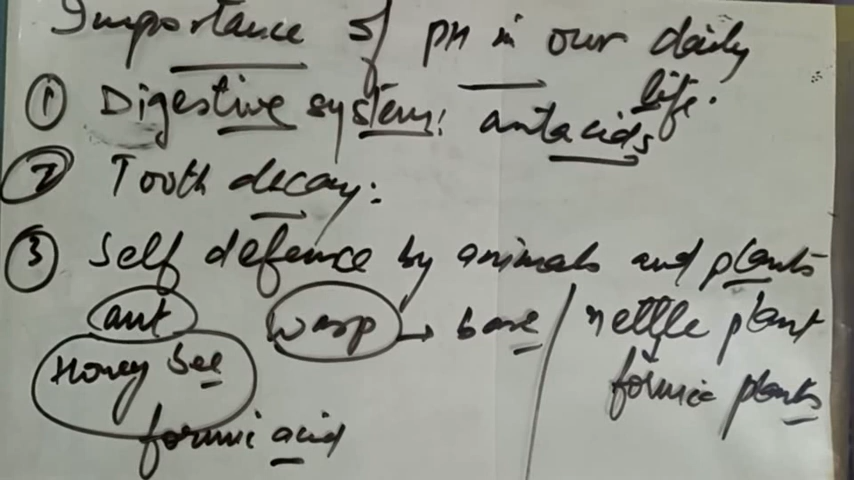 Importance of pH in our daily
life.
① Digestive system: antacids
② Tooth decay:
③ Self defence by animals and plants
ant wasp → base / nettle plant
Honey bee formic plants
formic acid